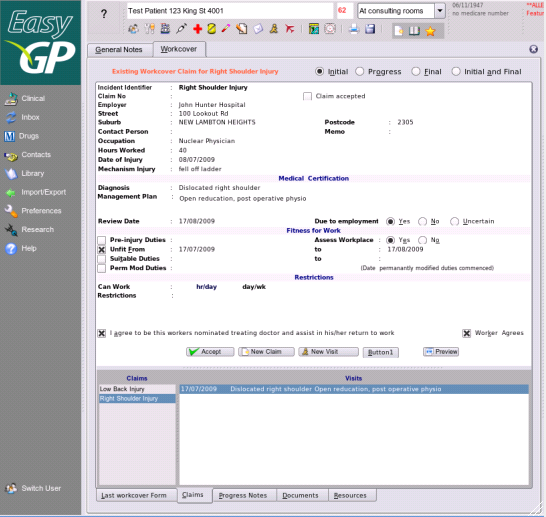 Easy
GP
?
Test Patient 123 King St 4001
62
At consulting rooms
06/11/1947
no medicare number
**ALLE
Featur
General Notes
Workcover
Clinical
Inbox
Drugs
Contacts
Library
Import/Export
Preferences
Research
Help
Switch User
Existing Workcover Claim for Right Shoulder Injury
Initial
Progress
Final
Initial and Final
Incident Identifier : Right Shoulder Injury
Claim No :
Claim accepted
Employer : John Hunter Hospital
Street : 100 Lookout Rd
Suburb : NEW LAMBTON HEIGHTS Postcode : 2305
Contact Person : Memo :
Occupation : Nuclear Physician
Hours Worked : 40
Date of Injury : 08/07/2009
Mechanism Injury : fell off ladder
Medical Certification
Diagnosis : Dislocated right shoulder
Management Plan : Open reducation, post operative physio
Review Date : 17/08/2009 Due to employment Yes No Uncertain
Fitness for Work
Pre-injury Duties : Assess Workplace : Yes No
Unfit From : 17/07/2009 to : 17/08/2009
Suitable Duties : to :
Perm Mod Duties : (Date permanantly modified duties commenced)
Restrictions
Can Work : hr/day day/wk
Restrictions :
I agree to be this workers nominated treating doctor and assist in his/her return to work
Worker Agrees
Accept
New Claim
New Visit
Button1
Preview
Claims
Visits
Low Back Injury
Right Shoulder Injury
17/07/2009 Dislocated right shoulder Open reducation, post operative physio
Last workcover Form
Claims
Progress Notes
Documents
Resources